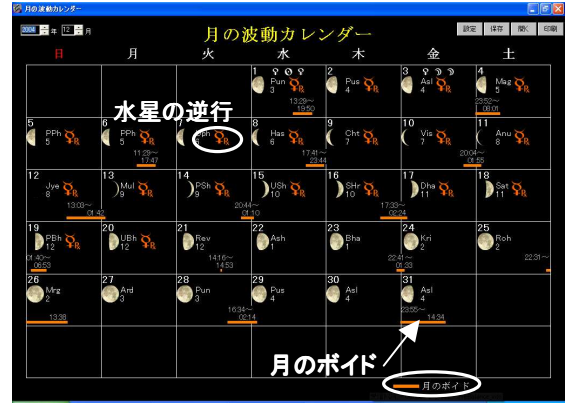 月の波動カレンダー
2004 年 12 月
月の波動カレンダー
設定 保存 開く 印刷
日 月 火 水 木 金 土
1 Pun 3 13:29～19:50
2 Pus 4
3 Asl 4
4 Mag 5 23:52～08:01
水星の逆行
5 PPh 5
6 PPh 5 11:29～17:47
7
8 Has 6 17:41～23:44
9 Cht 7
10 Vis 7 20:04～01:55
11 Anu 8
12 Jye 8 13:03～01:42
13 Mul 9
14 PSh 9 20:44～01:10
15 USh 10
16 SHr 10 17:33～02:24
17 Dha 11
18 Sat 11
19 PBh 12 01:40～06:53
20 UBh 12
21 Rev 12 14:16～14:53
22 Ash 1
23 Bha 1
24 Kri 2 22:41～01:33
25 Roh 2 22:31～
26 Mrg 2 13:38
27 Ard 3
28 Pun 3 16:34～02:14
29 Pus 4
30 Asl 4
31 Asl 4 23:55～14:34
月のボイド
月のボイド